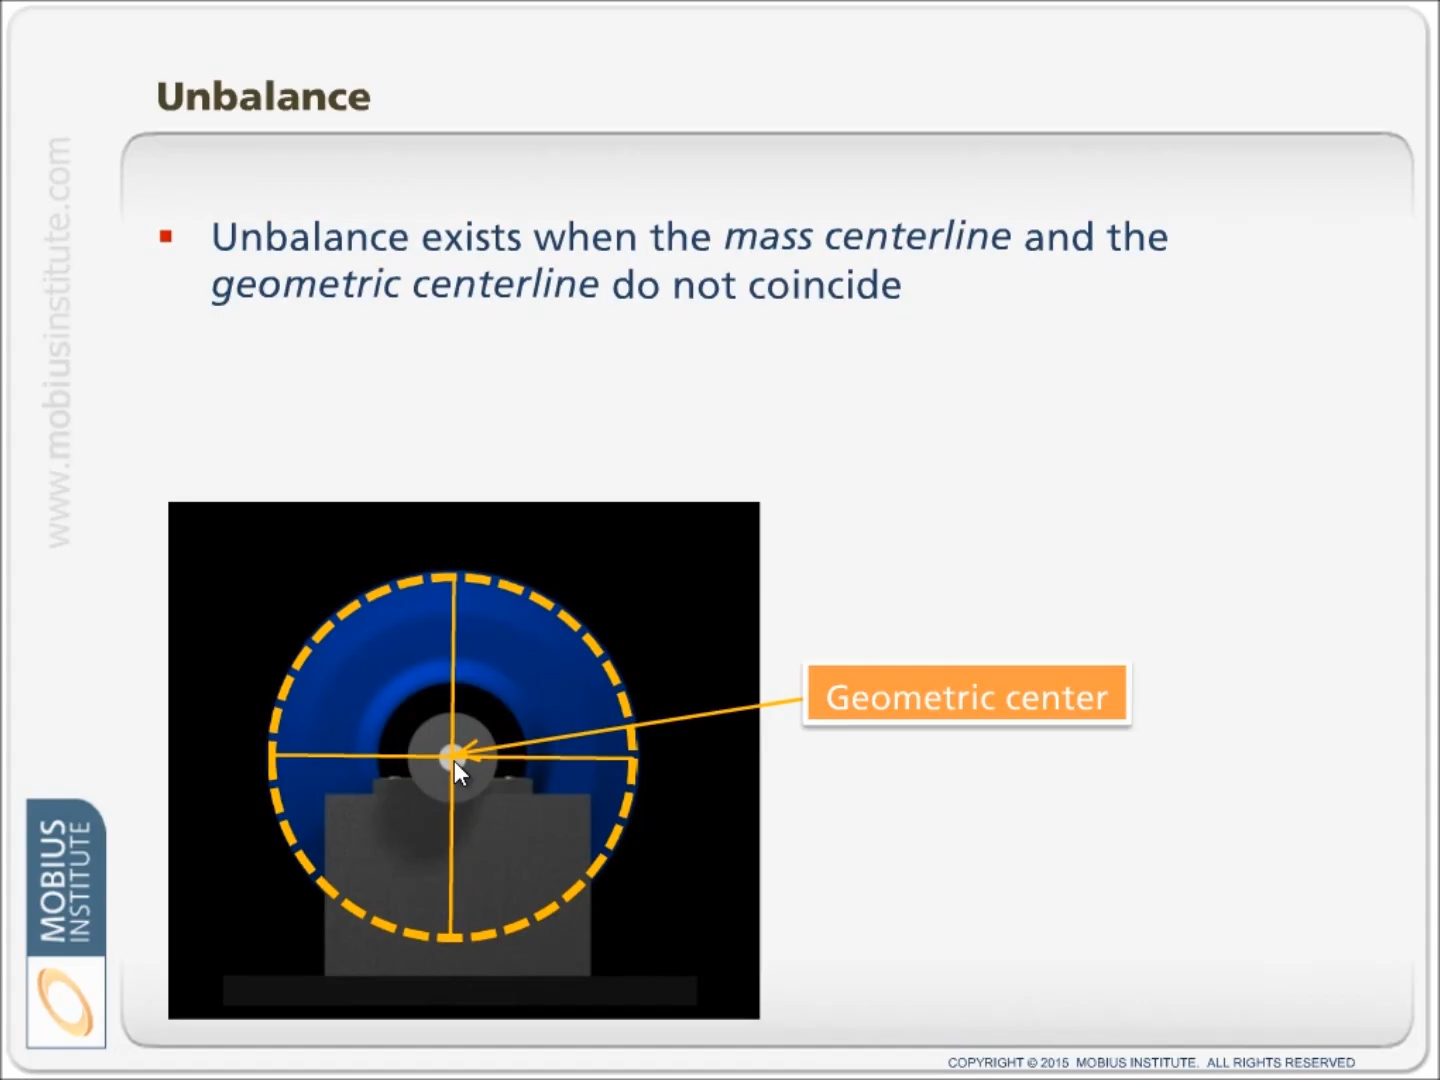 Unbalance
www.mobiusinstitute.com
▪ Unbalance exists when the mass centerline and the
geometric centerline do not coincide
Geometric center
MOBIUS
INSTITUTE
COPYRIGHT © 2015 MOBIUS INSTITUTE. ALL RIGHTS RESERVED